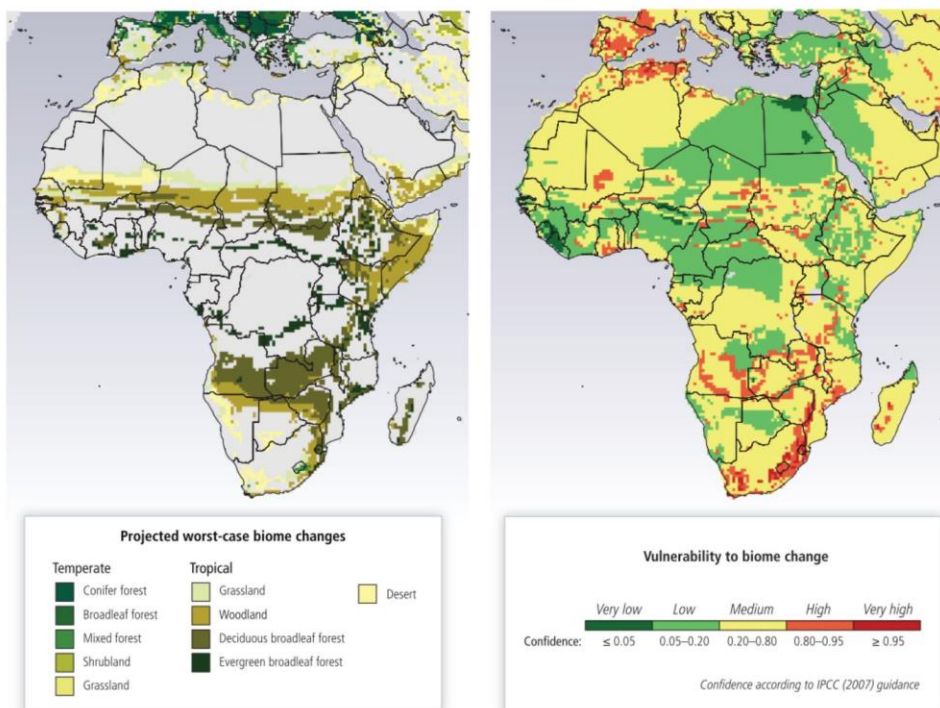 Projected worst-case biome changes
Temperate
Conifer forest
Broadleaf forest
Mixed forest
Shrubland
Grassland
Tropical
Grassland
Woodland
Deciduous broadleaf forest
Evergreen broadleaf forest
Desert
Vulnerability to biome change
Very low Low Medium High Very high
Confidence: ≤ 0.05 0.05–0.20 0.20–0.80 0.80–0.95 ≥ 0.95
Confidence according to IPCC (2007) guidance